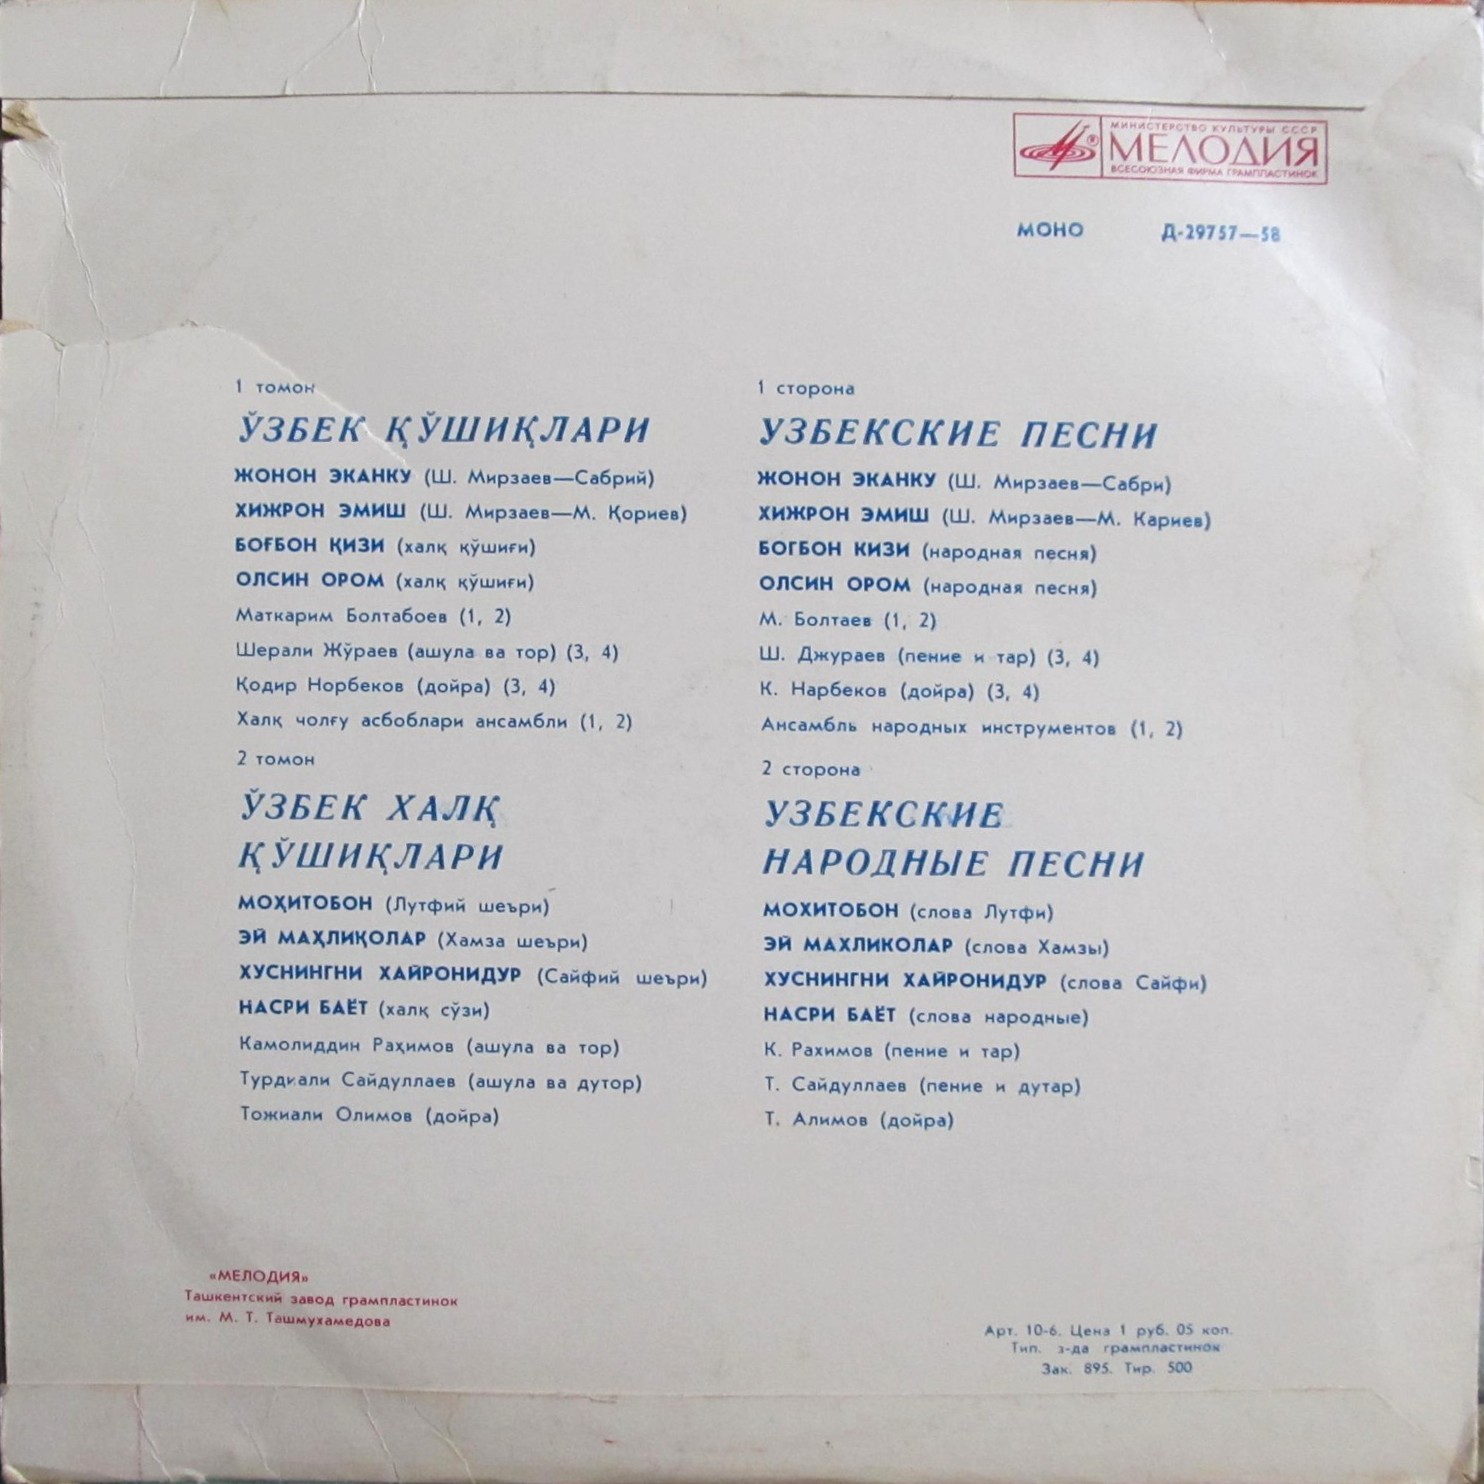 МИНИСТЕРСТВО КУЛЬТУРЫ СССР
МЕЛОДИЯ
ВСЕСОЮЗНАЯ ФИРМА ГРАМПЛАСТИНОК
МОНО Д-29757—58
1 томон
ЎЗБЕК ҚЎШИҚЛАРИ
ЖОНОН ЭКАНКУ (Ш. Мирзаев—Сабрий)
ХИЖРОН ЭМИШ (Ш. Мирзаев—М. Қориев)
БОҒБОН ҚИЗИ (халқ қўшиғи)
ОЛСИН ОРОМ (халқ қўшиғи)
Маткарим Болтабоев (1, 2)
Шерали Жўраев (ашула ва тор) (3, 4)
Қодир Норбеков (дойра) (3, 4)
Халқ чолғу асбоблари ансамбли (1, 2)
2 томон
ЎЗБЕК ХАЛҚ
ҚЎШИҚЛАРИ
МОҲИТОБОН (Лутфий шеъри)
ЭЙ МАҲЛИҚОЛАР (Хамза шеъри)
ХУСНИНГНИ ХАЙРОНИДУР (Сайфий шеъри)
НАСРИ БАЁТ (халқ сўзи)
Камолиддин Раҳимов (ашула ва тор)
Турдиали Сайдуллаев (ашула ва дутор)
Тожиали Олимов (дойра)
1 сторона
УЗБЕКСКИЕ ПЕСНИ
ЖОНОН ЭКАНКУ (Ш. Мирзаев—Сабри)
ХИЖРОН ЭМИШ (Ш. Мирзаев—М. Кариев)
БОГБОН КИЗИ (народная песня)
ОЛСИН ОРОМ (народная песня)
М. Болтаев (1, 2)
Ш. Джураев (пение и тар) (3, 4)
К. Нарбеков (дойра) (3, 4)
Ансамбль народных инструментов (1, 2)
2 сторона
УЗБЕКСКИЕ
НАРОДНЫЕ ПЕСНИ
МОХИТОБОН (слова Лутфи)
ЭЙ МАХЛИКОЛАР (слова Хамзы)
ХУСНИНГНИ ХАЙРОНИДУР (слова Сайфи)
НАСРИ БАЁТ (слова народные)
К. Рахимов (пение и тар)
Т. Сайдуллаев (пение и дутар)
Т. Алимов (дойра)
«МЕЛОДИЯ»
Ташкентский завод грампластинок
им. М. Т. Ташмухамедова
Арт. 10-6. Цена 1 руб. 05 коп.
Тип. з-да грампластинок
Зак. 895. Тир. 500